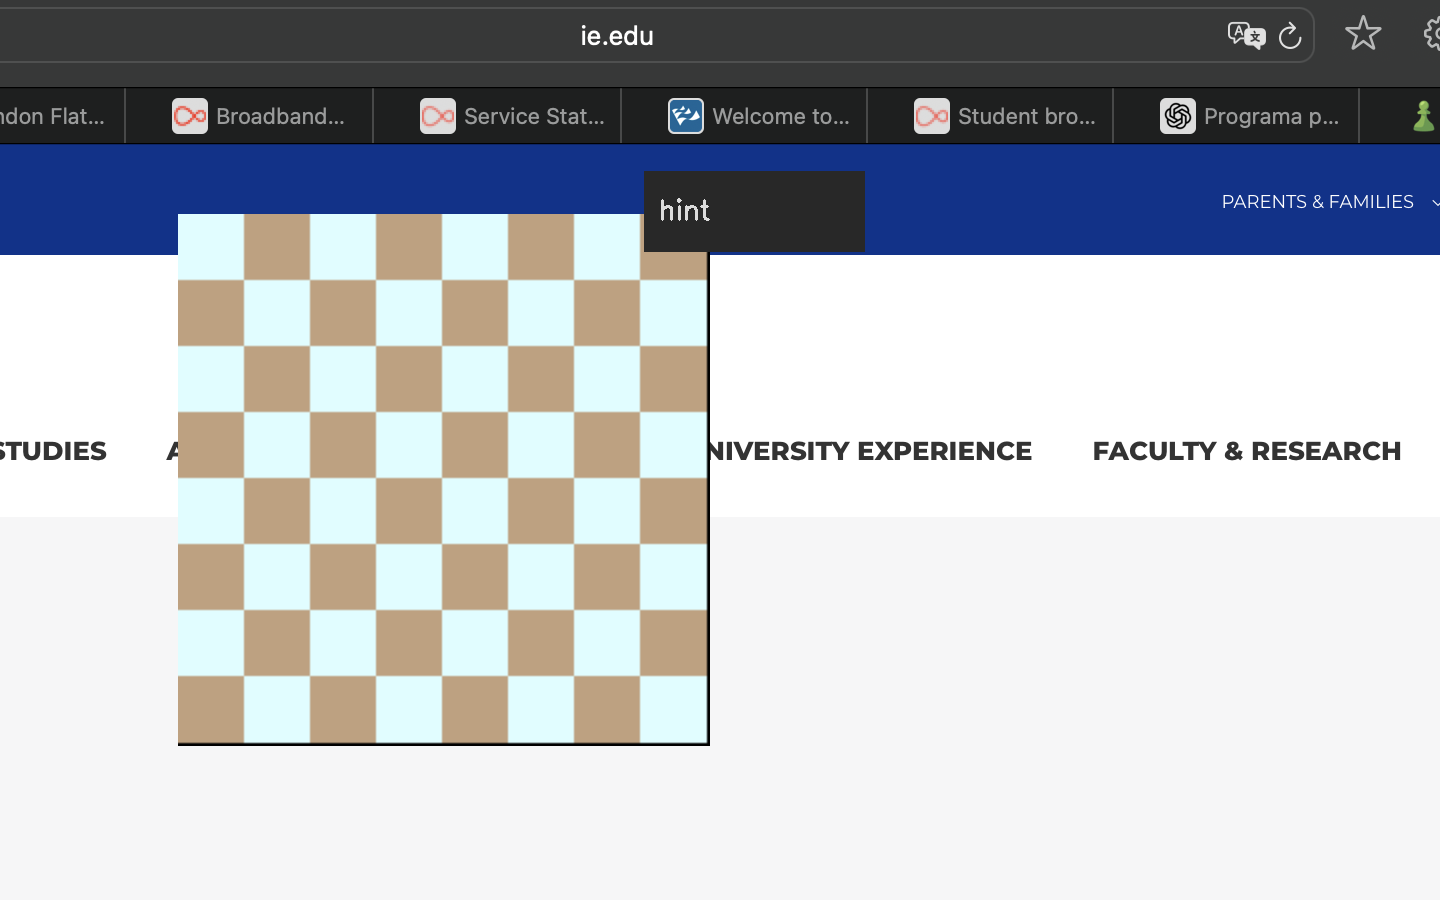 ie.edu
ndon Flat...
Broadband...
Service Stat...
Welcome to...
Student bro...
Programa p...
hint
PARENTS & FAMILIES
STUDIES
A
NIVERSITY EXPERIENCE
FACULTY & RESEARCH